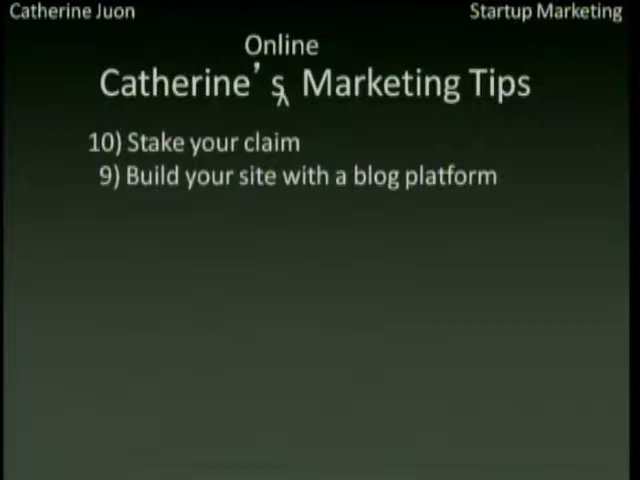 Catherine Juon
Startup Marketing
Online
Catherine's Marketing Tips
10) Stake your claim
9) Build your site with a blog platform